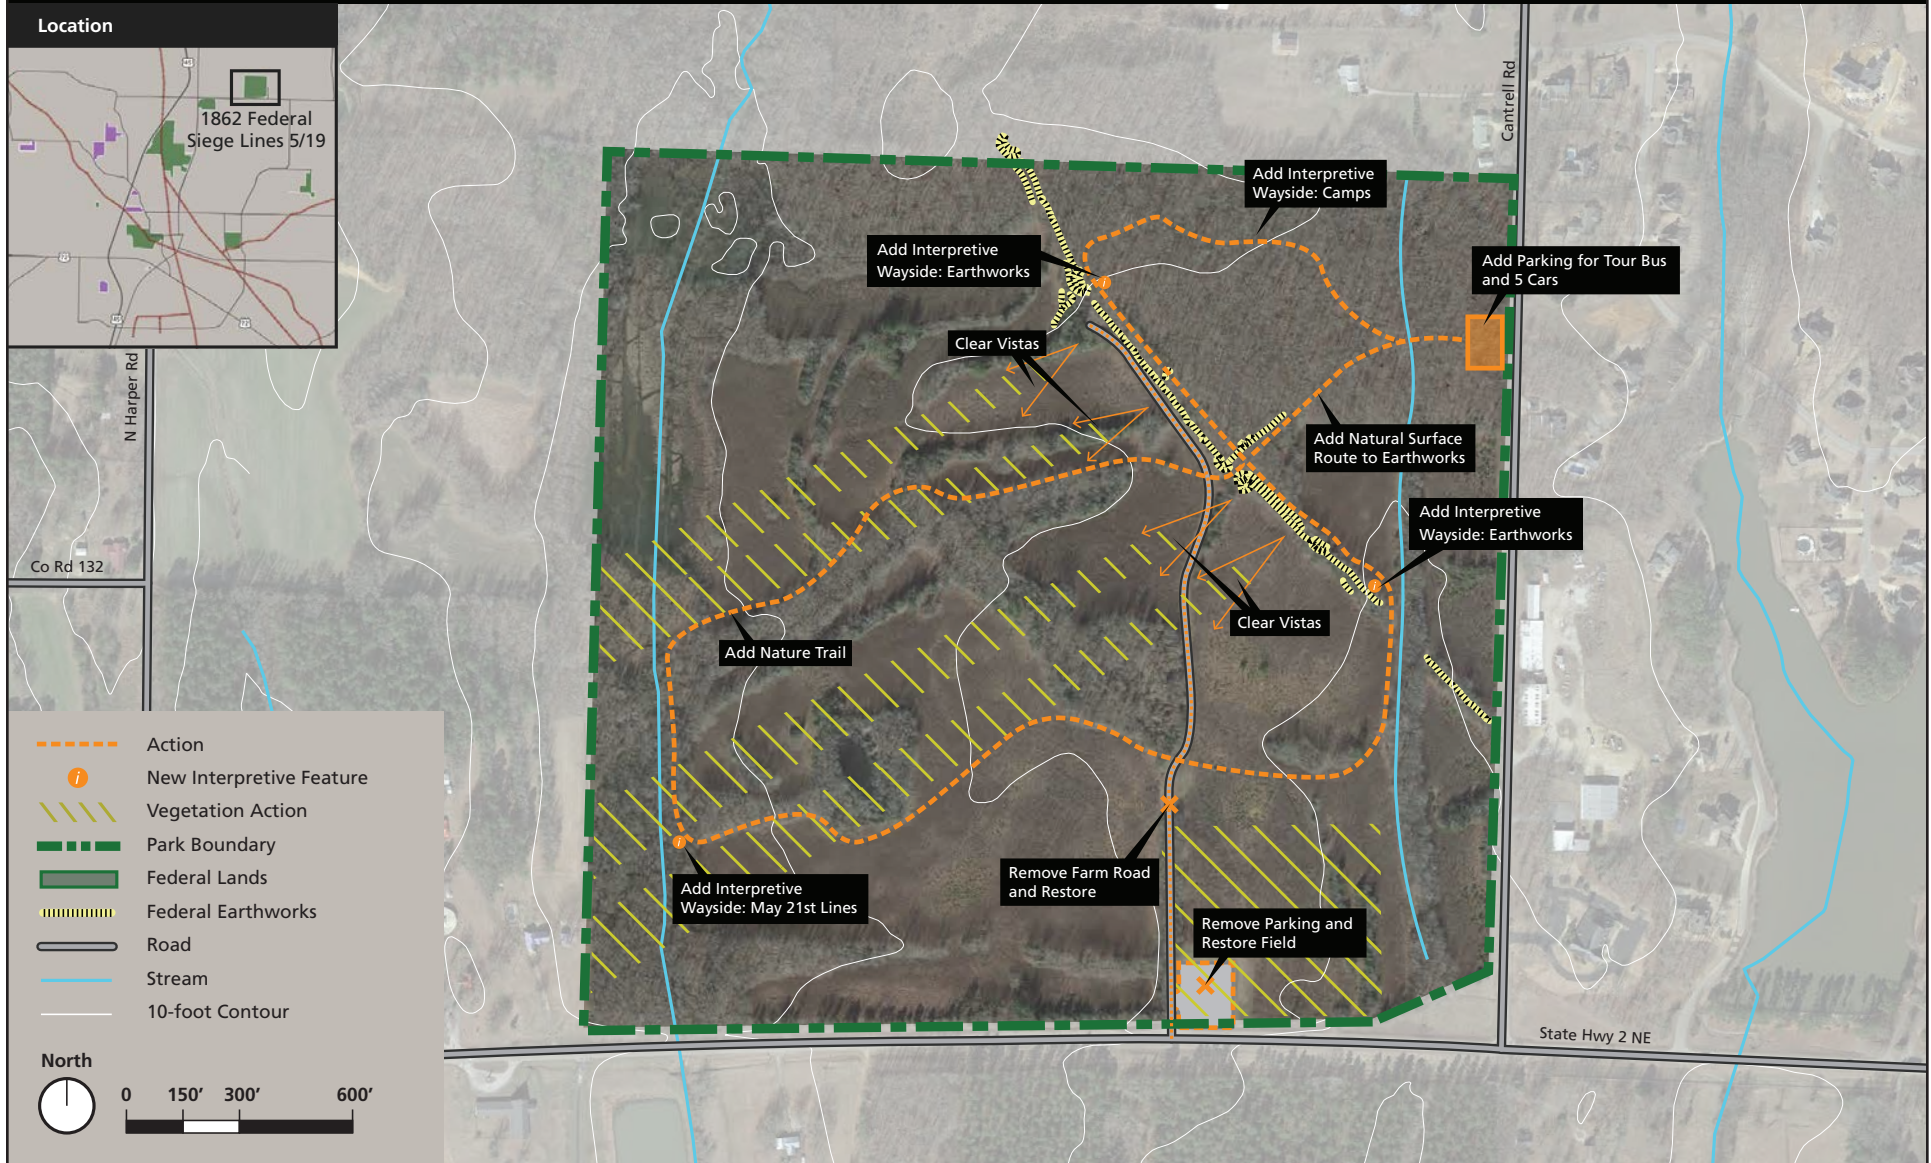 Location
1862 Federal
Siege Lines 5/19
N Harper Rd
Co Rd 132
Cantrell Rd
State Hwy 2 NE
Add Interpretive
Wayside: Camps
Add Interpretive
Wayside: Earthworks
Add Parking for Tour Bus
and 5 Cars
Clear Vistas
Add Natural Surface
Route to Earthworks
Add Interpretive
Wayside: Earthworks
Clear Vistas
Add Nature Trail
Remove Farm Road
and Restore
Add Interpretive
Wayside: May 21st Lines
Remove Parking and
Restore Field
Action
i New Interpretive Feature
Vegetation Action
Park Boundary
Federal Lands
Federal Earthworks
Road
Stream
10-foot Contour
North
0 150’ 300’ 600’